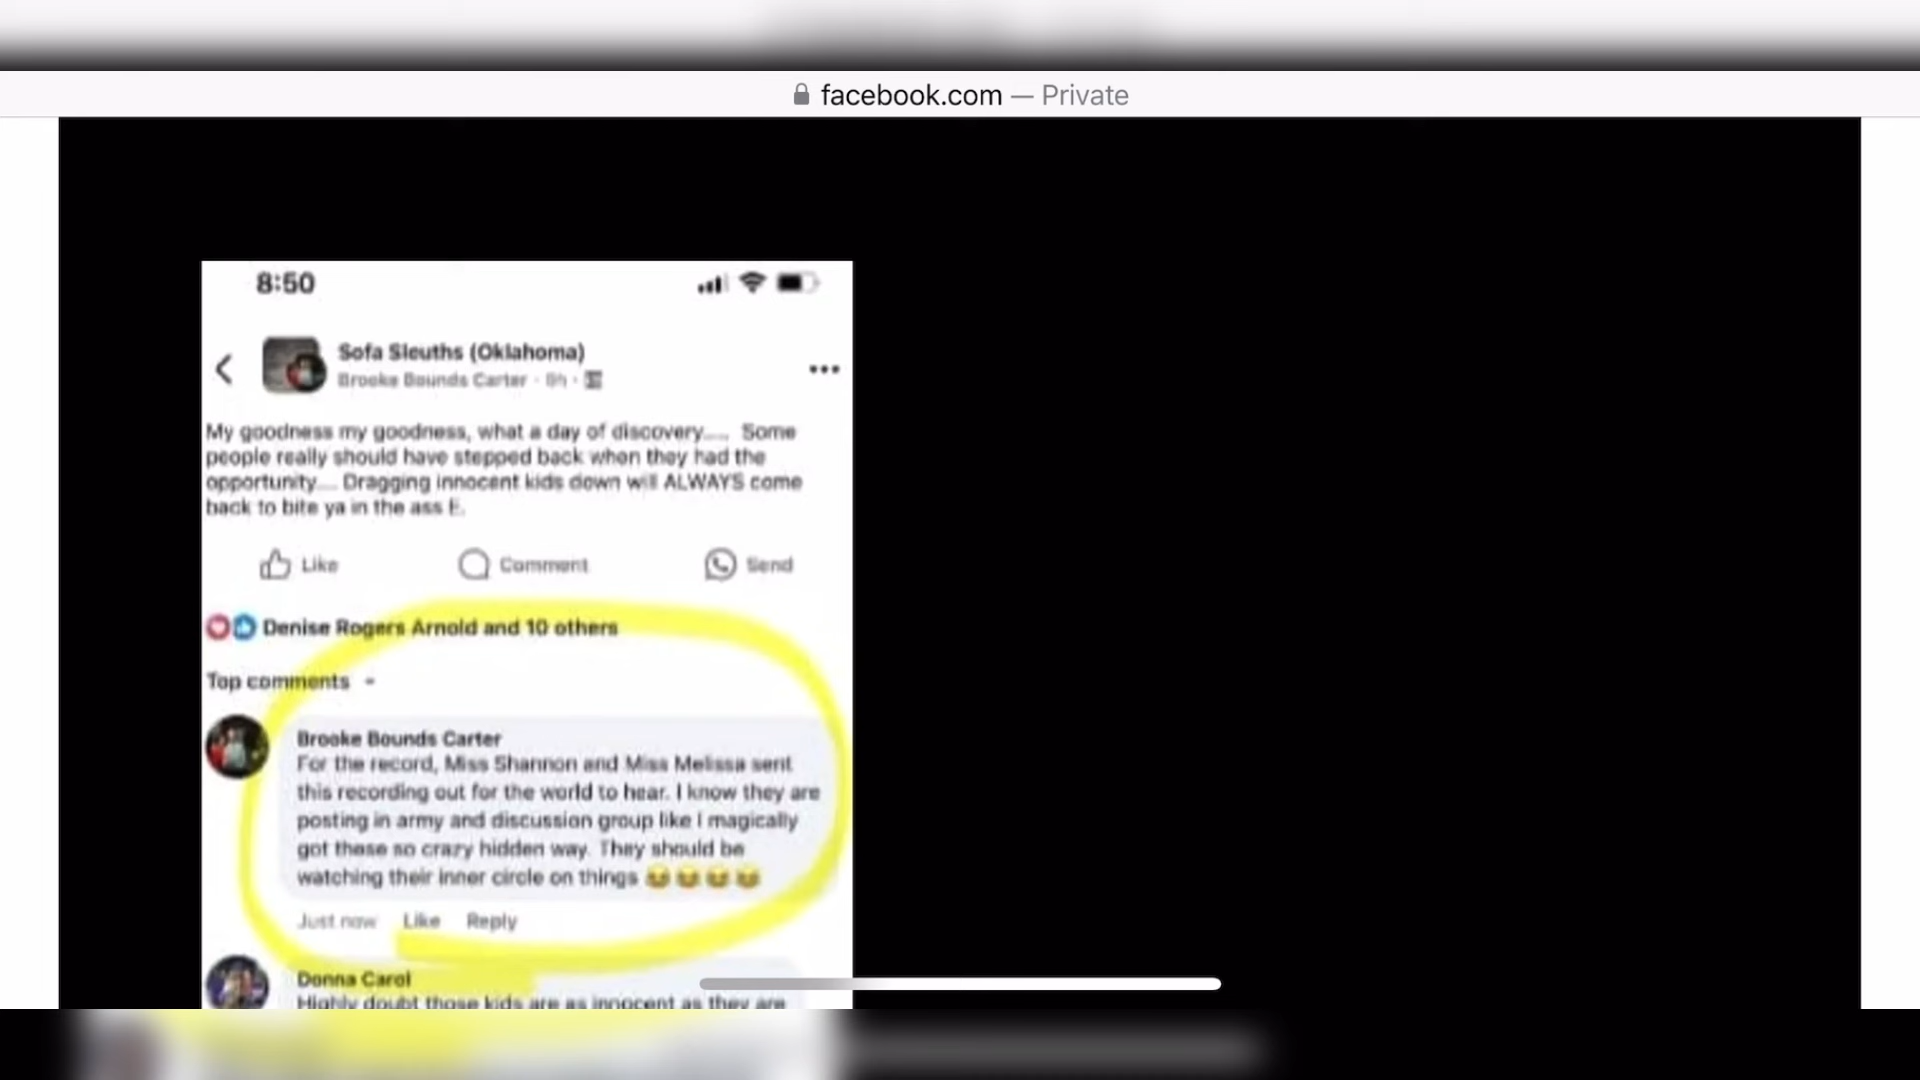 facebook.com — Private
8:50
Sofa Sleuths (Oklahoma)
Brooke Bounds Carter ·
My goodness my goodness, what a day of discovery..... Some
people really should have stepped back when they had the
opportunity.... Dragging innocent kids down will ALWAYS come
back to bite ya in the ass
Like Comment Send
Denise Rogers Arnold and 10 others
Top comments
Brooke Bounds Carter
For the record, Miss Shannon and Miss Melissa sent
this recording out for the world to hear. I know they are
posting in army and discussion group like I magically
got these so crazy hidden way. They should be
watching their inner circle on things 😂😂😂😂
Just now Like Reply
Donna Carol
Highly doubt those kids are as innocent as they are